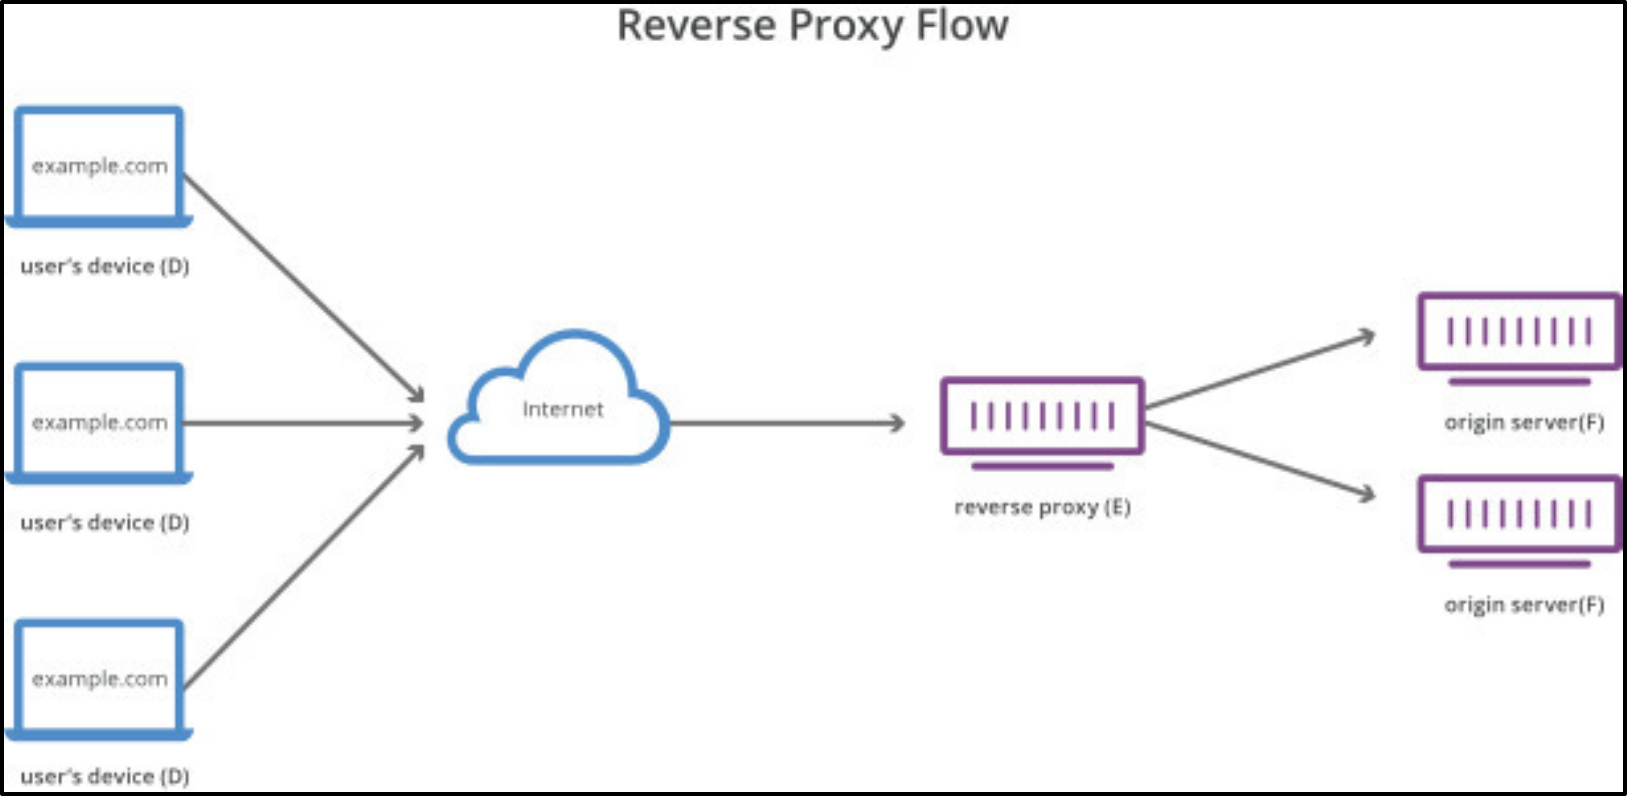 Reverse Proxy Flow
example.com
user's device (D)
example.com
user's device (D)
example.com
user's device (D)
Internet
reverse proxy (E)
origin server(F)
origin server(F)